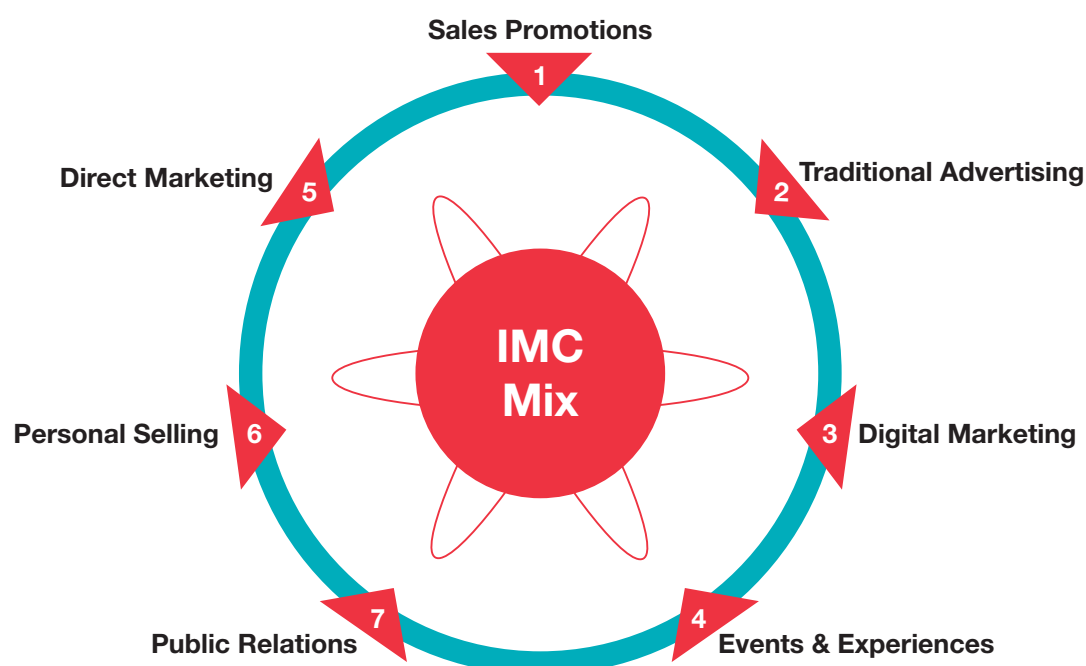 Sales Promotions
1
Direct Marketing
5
2
Traditional Advertising
IMC
Mix
Personal Selling
6
3
Digital Marketing
Public Relations
7
4
Events & Experiences